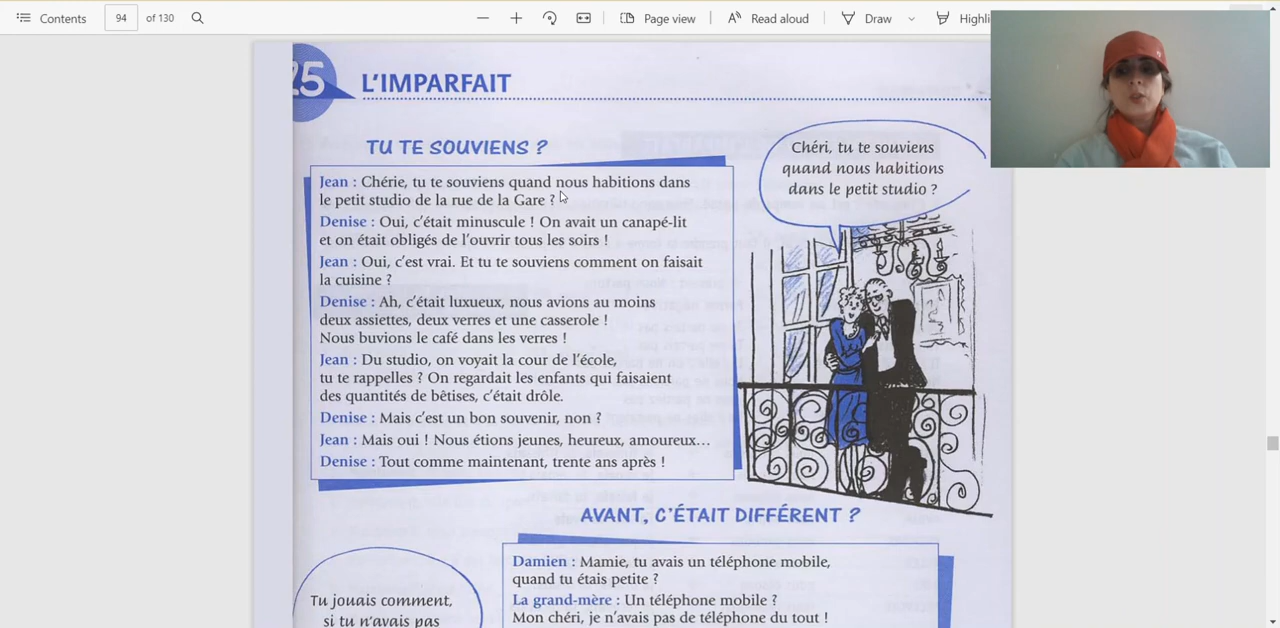 Contents
94
of 130
Page view
Read aloud
Draw
Highli
25
L'IMPARFAIT
TU TE SOUVIENS ?
Jean : Chérie, tu te souviens quand nous habitions dans
le petit studio de la rue de la Gare ?
Denise : Oui, c'était minuscule ! On avait un canapé-lit
et on était obligés de l'ouvrir tous les soirs !
Jean : Oui, c'est vrai. Et tu te souviens comment on faisait
la cuisine ?
Denise : Ah, c'était luxueux, nous avions au moins
deux assiettes, deux verres et une casserole !
Nous buvions le café dans les verres !
Jean : Du studio, on voyait la cour de l'école,
tu te rappelles ? On regardait les enfants qui faisaient
des quantités de bêtises, c'était drôle.
Denise : Mais c'est un bon souvenir, non ?
Jean : Mais oui ! Nous étions jeunes, heureux, amoureux...
Denise : Tout comme maintenant, trente ans après !
Chéri, tu te souviens
quand nous habitions
dans le petit studio ?
AVANT, C'ÉTAIT DIFFÉRENT ?
Damien : Mamie, tu avais un téléphone mobile,
quand tu étais petite ?
La grand-mère : Un téléphone mobile ?
Mon chéri, je n'avais pas de téléphone du tout !
Tu jouais comment,
si tu n'avais pas